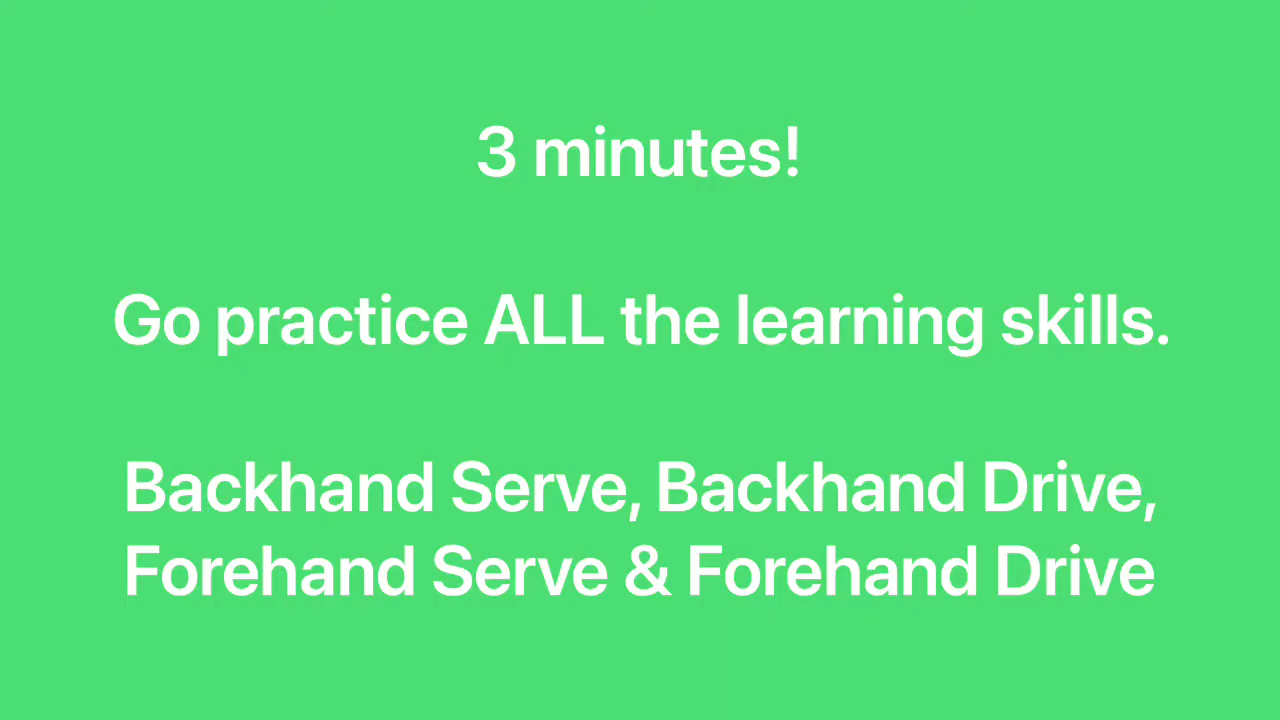 3 minutes!
Go practice ALL the learning skills.
Backhand Serve, Backhand Drive,
Forehand Serve & Forehand Drive